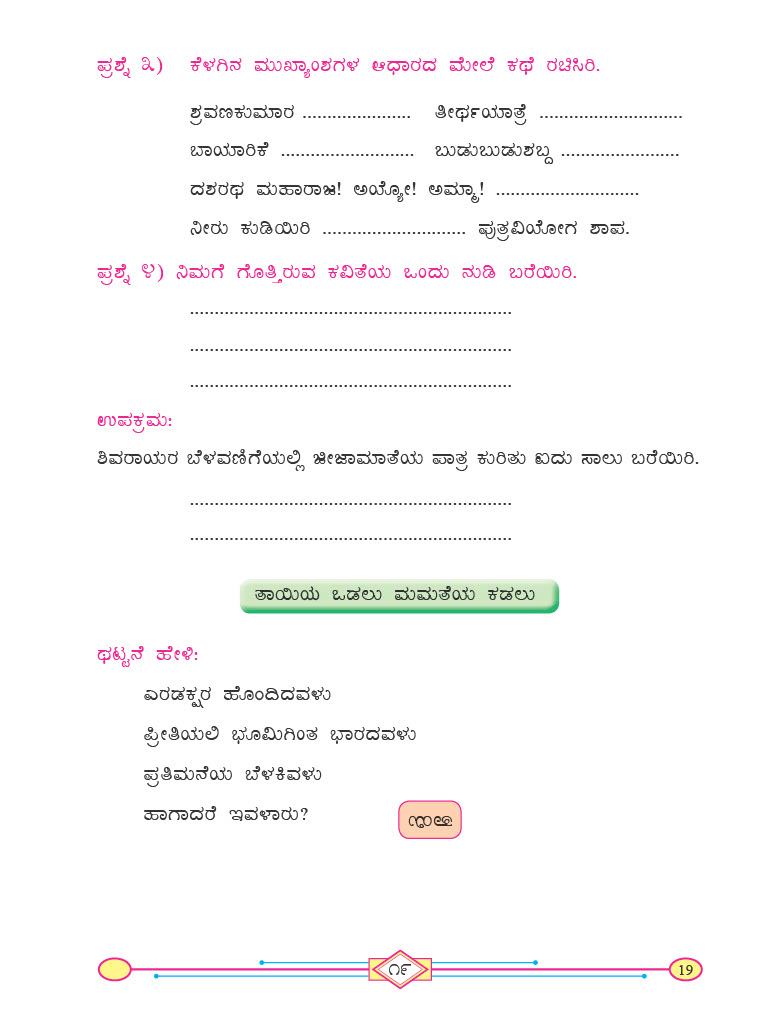 ಪ್ರಶ್ನೆ ೩) ಕೆಳಗಿನ ಮುಖ್ಯಾಂಶಗಳ ಆಧಾರದ ಮೇಲೆ ಕಥೆ ರಚಿಸಿರಿ.
ಶ್ರವಣಕುಮಾರ ...................... ತೀರ್ಥಯಾತ್ರೆ .............................
ಬಾಯಾರಿಕೆ ........................... ಬುಡುಬುಡುಶಬ್ದ ........................
ದಶರಥ ಮಹಾರಾಜ! ಅಯ್ಯೋ! ಅಮ್ಮಾ! .............................
ನೀರು ಕುಡಿಯಿರಿ ............................. ಪುತ್ರವಿಯೋಗ ಶಾಪ.
ಪ್ರಶ್ನೆ ೪) ನಿಮಗೆ ಗೊತ್ತಿರುವ ಕವಿತೆಯ ಒಂದು ನುಡಿ ಬರೆಯಿರಿ.
.................................................................
.................................................................
.................................................................
ಉಪಕ್ರಮ:
ಶಿವರಾಯರ ಬೆಳವಣಿಗೆಯಲ್ಲಿ ಜೀಜಾಮಾತೆಯ ಪಾತ್ರ ಕುರಿತು ಐದು ಸಾಲು ಬರೆಯಿರಿ.
.................................................................
.................................................................
ತಾಯಿಯ ಒಡಲು ಮಮತೆಯ ಕಡಲು
ಥಟ್ಟನೆ ಹೇಳಿ:
ಎರಡಕ್ಷರ ಹೊಂದಿದವಳು
ಪ್ರೀತಿಯಲಿ ಭೂಮಿಗಿಂತ ಭಾರದವಳು
ಪ್ರತಿಮನೆಯ ಬೆಳಕಿವಳು
ಹಾಗಾದರೆ ಇವಳಾರು?
೧೯ 19